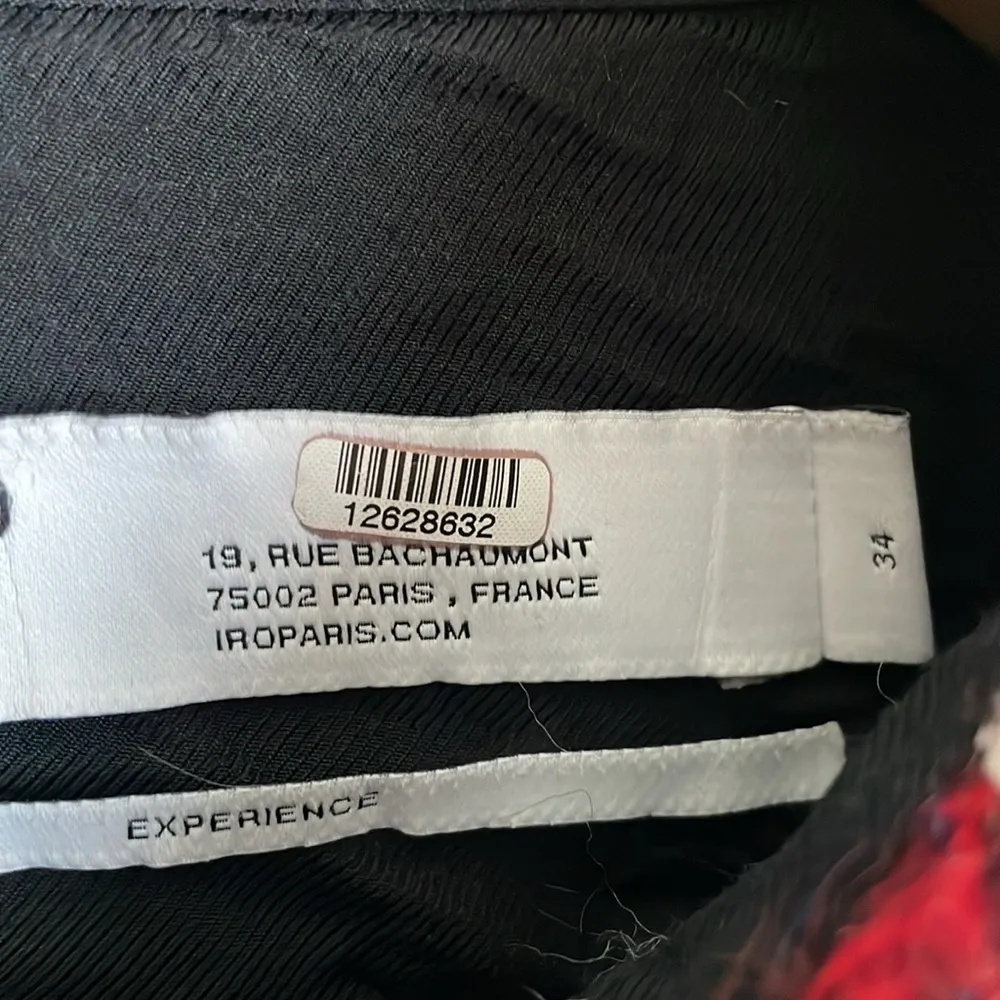 12628632
19, RUE BACHAUMONT
75002 PARIS , FRANCE
IROPARIS.COM
34
EXPERIENCE